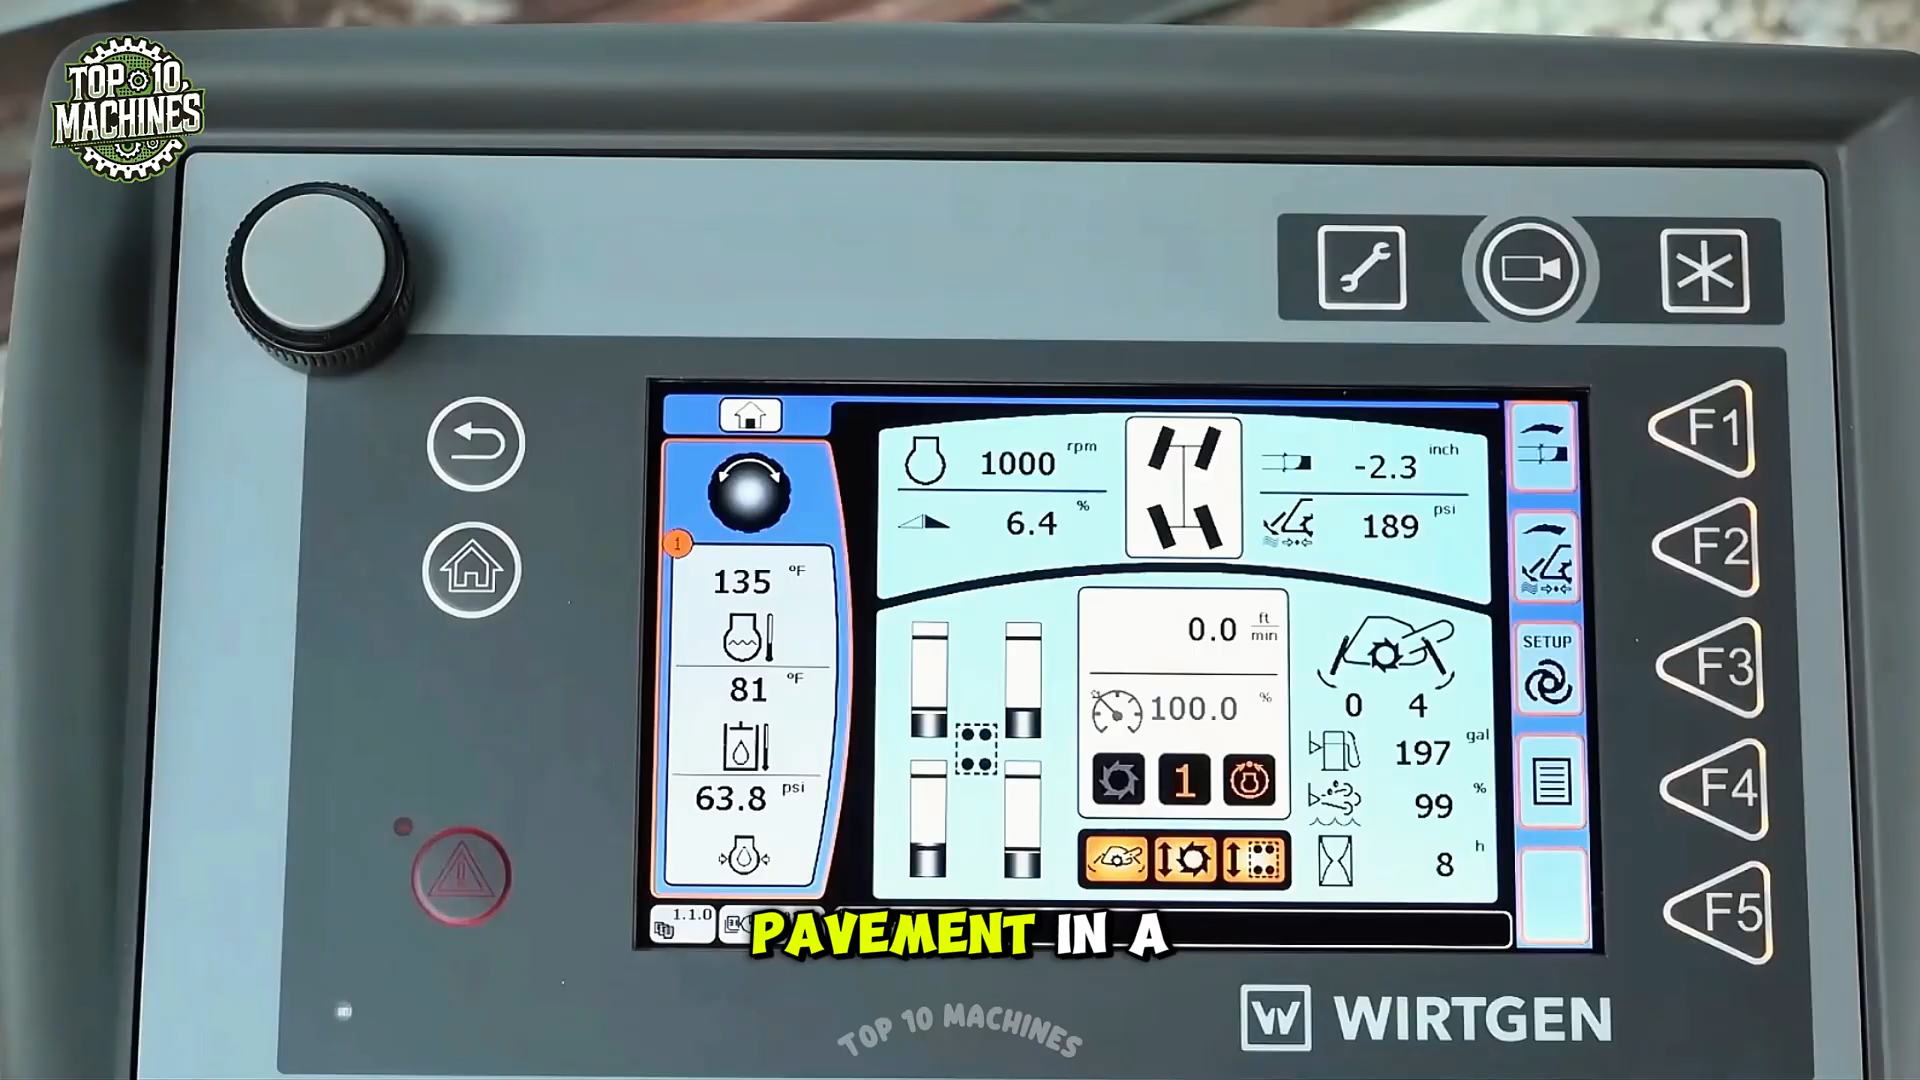 TOP 10
MACHINES
F1
1000 rpm
-2.3 inch
6.4 %
189 psi
F2
1
135 °F
0.0 ft/min
SETUP
F3
81 °F
100.0 %
0 4
197 gal
63.8 psi
1
99 %
F4
8 h
1.1.0
F5
PAVEMENT IN A
TOP 10 MACHINES
W WIRTGEN